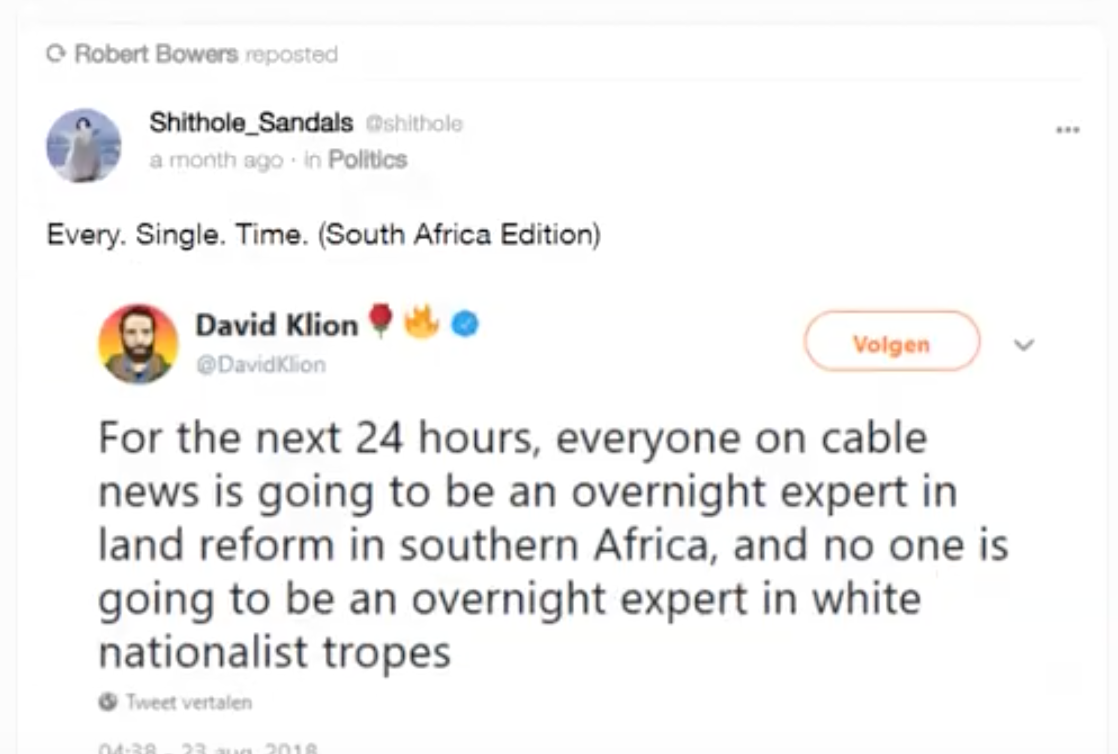 Robert Bowers reposted
Shithole_Sandals @shithole
a month ago · in Politics
Every. Single. Time. (South Africa Edition)
David Klion🌹🔥
@DavidKlion
Volgen
For the next 24 hours, everyone on cable
news is going to be an overnight expert in
land reform in southern Africa, and no one is
going to be an overnight expert in white
nationalist tropes
Tweet vertalen
04:38 - 23 aug. 2018